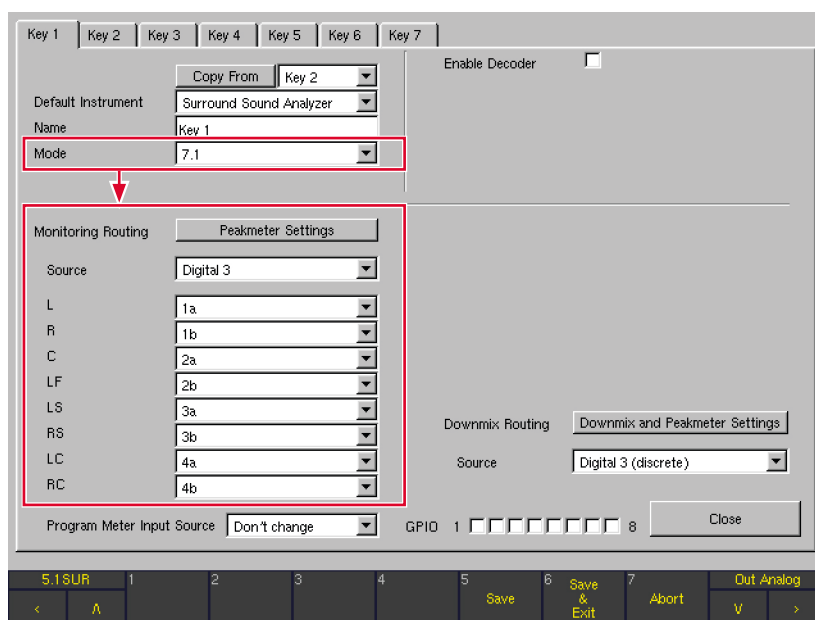 Key 1 Key 2 Key 3 Key 4 Key 5 Key 6 Key 7
Copy From Key 2
Enable Decoder
Default Instrument Surround Sound Analyzer
Name Key 1
Mode 7.1
Monitoring Routing Peakmeter Settings
Source Digital 3
L 1a
R 1b
C 2a
LF 2b
LS 3a
RS 3b
LC 4a
RC 4b
Downmix Routing Downmix and Peakmeter Settings
Source Digital 3 (discrete)
Program Meter Input Source Don't change
GPIO 1 8
Close
5.1SUR 1 2 3 4 5 Save 6 Save & Exit 7 Abort Out Analog
< Λ V >